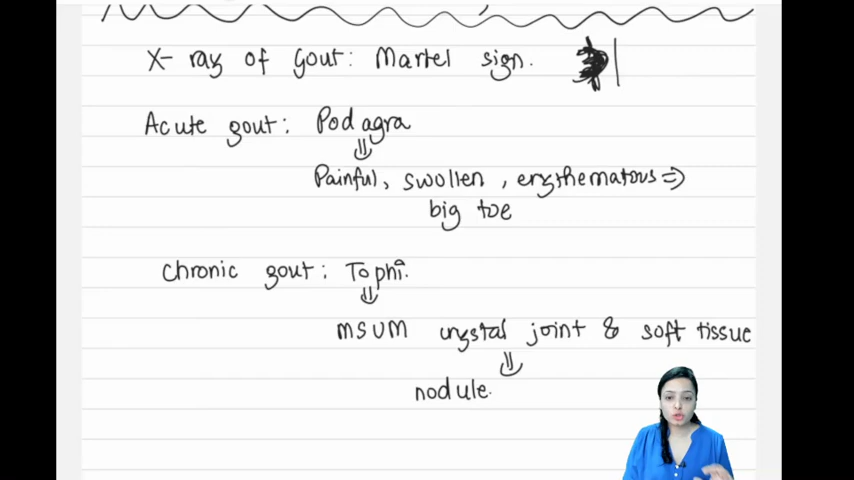 X-ray of Gout: Martel sign.
Acute gout: Podagra
⇓
Painful, swollen, erythematous ⇒
big toe
Chronic gout: Tophi.
⇓
MSUM crystal joint & soft tissue
⇓
nodule.